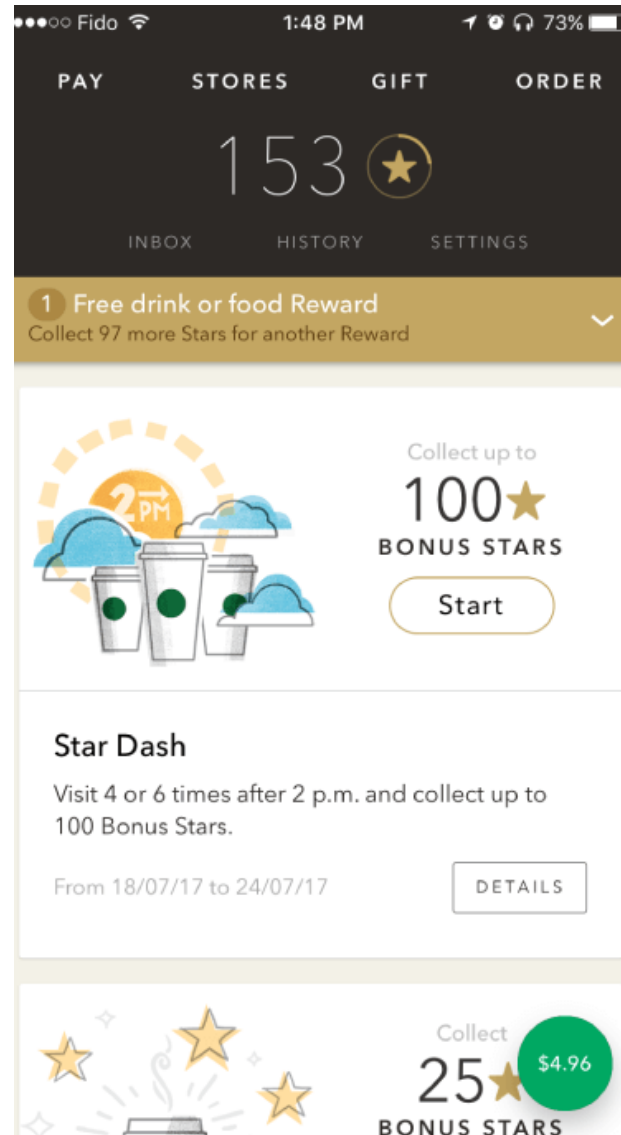 Fido 1:48 PM 73%
PAY STORES GIFT ORDER
153
INBOX HISTORY SETTINGS
1 Free drink or food Reward
Collect 97 more Stars for another Reward
2 PM
Collect up to
100
BONUS STARS
Start
Star Dash
Visit 4 or 6 times after 2 p.m. and collect up to
100 Bonus Stars.
From 18/07/17 to 24/07/17 DETAILS
Collect
25
$4.96
BONUS STARS